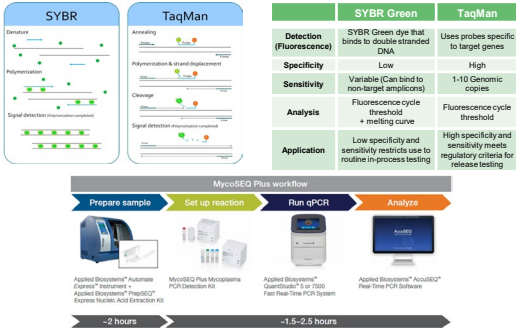 SYBR
Denature
Polymerization
Signal detection (Polymerization completed)
TaqMan
Annealing
Polymerization & strand displacement
Cleavage
Signal detection (Polymerization completed)
SYBR Green
TaqMan
Detection
(Fluorescence)
SYBR Green dye that
binds to double stranded
DNA
Uses probes specific
to target genes
Specificity
Low
High
Sensitivity
Variable (Can bind to
non-target amplicons)
1-10 Genomic
copies
Analysis
Fluorescence cycle
threshold
+ melting curve
Fluorescence cycle
threshold
Application
Low specificity and
sensitivity restricts use to
routine in-process testing
High specificity and
sensitivity meets
regulatory criteria for
release testing
MycoSEQ Plus workflow
Prepare sample
Set up reaction
Run qPCR
Analyze
AccuSEQ
Applied Biosystems™ Automate
Express™ Instrument +
Applied Biosystems™ PrepSEQ™
Express Nucleic Acid Extraction Kit
MycoSEQ Plus Mycoplasma
PCR Detection Kit
Applied Biosystems™
QuantStudio™ 5 or 7500
Fast Real-Time PCR System
Applied Biosystems™ AccuSEQ™
Real-Time PCR Software
~2 hours
~1.5–2.5 hours